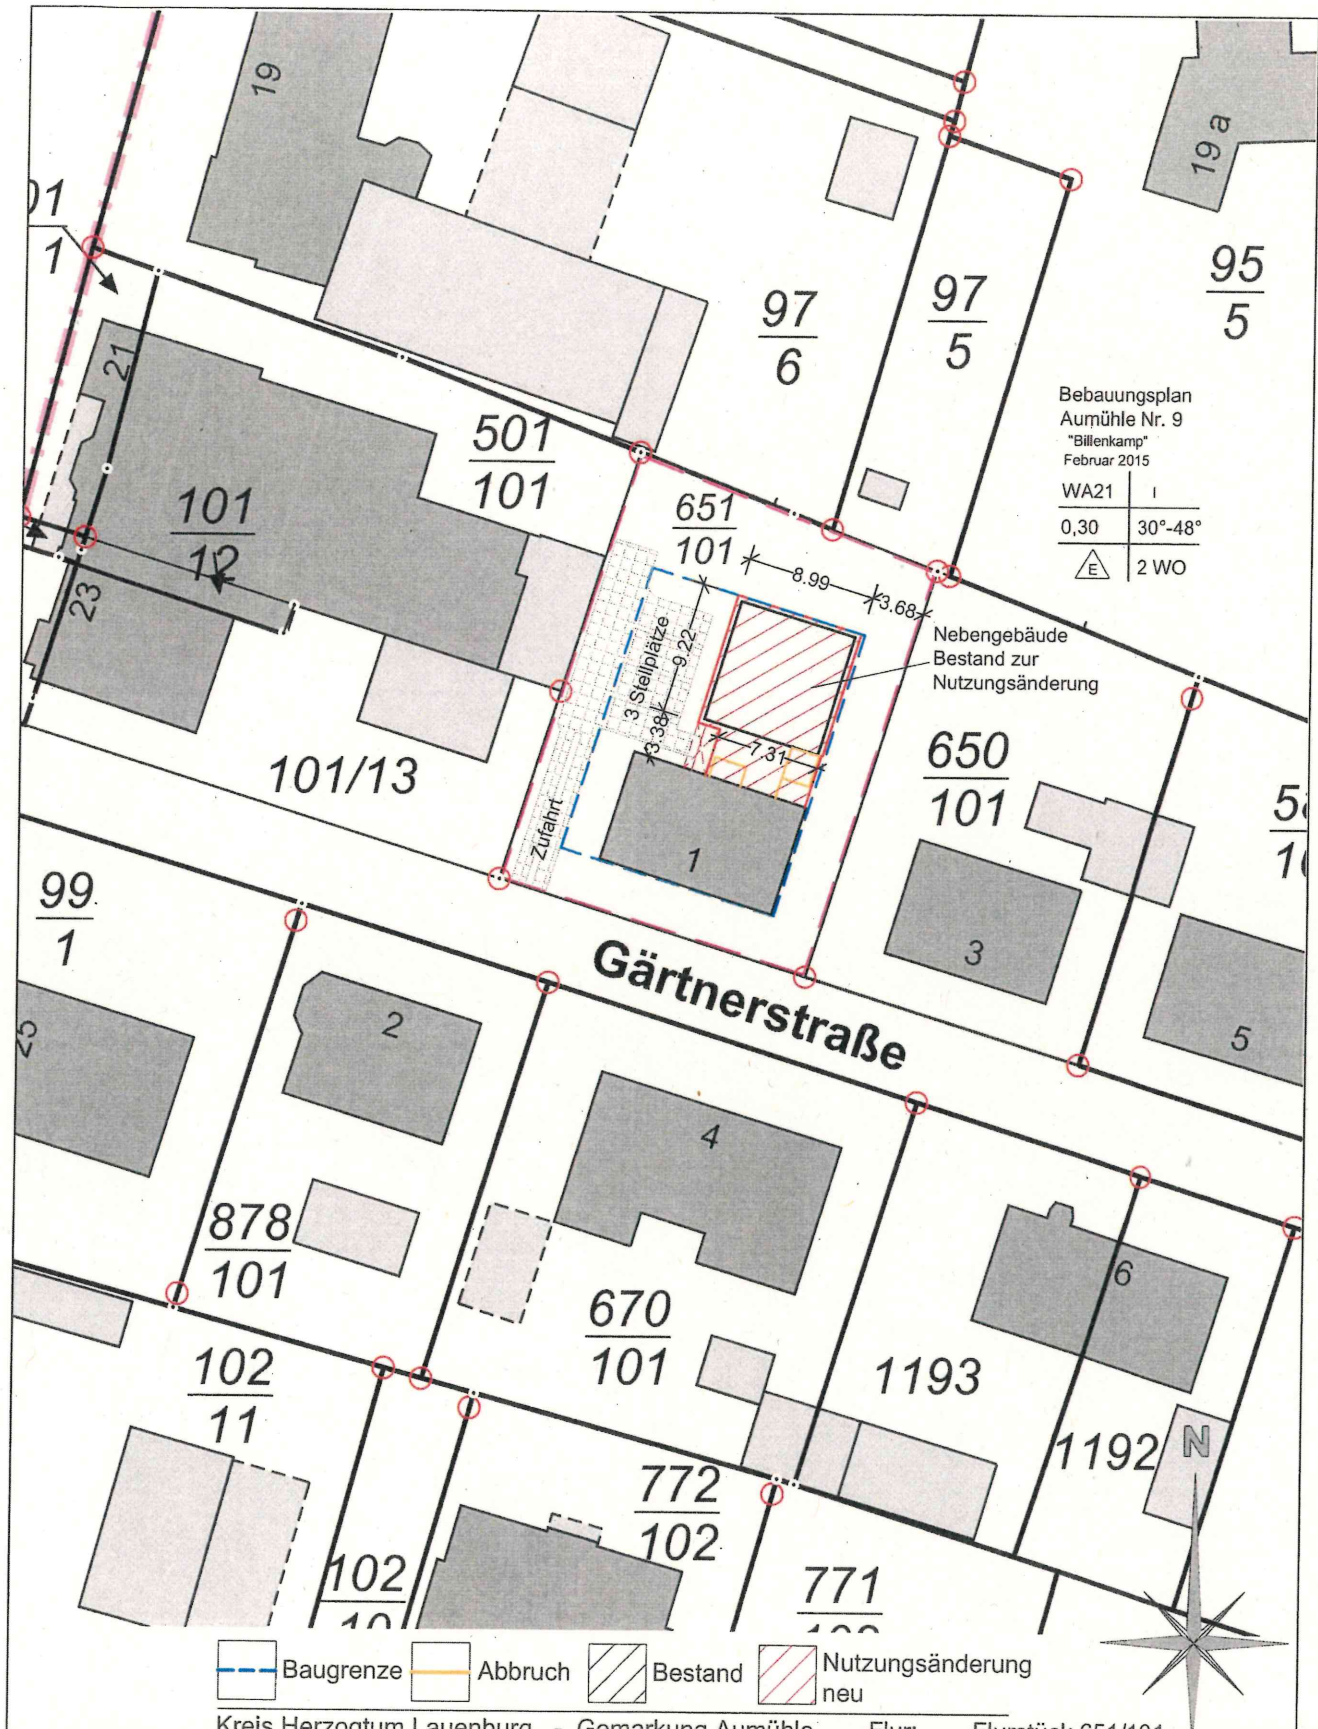 19
19 a
01
1
97
6
97
5
95
5
Bebauungsplan
Aumühle Nr. 9
"Billenkamp"
Februar 2015
WA21 I
0,30 30°-48°
E 2 WO
21
501
101
101
12
23
651
101
8.99
3.68
Nebengebäude
Bestand zur
Nutzungsänderung
3 Stellplätze
9.22
3.38
7.31
Zufahrt
1
101/13
650
101
3
5
99
1
25
Gärtnerstraße
2
4
6
878
101
670
101
1193
1192
N
102
11
772
102
102
771
Baugrenze
Abbruch
Bestand
Nutzungsänderung
neu
Kreis Herzogtum Lauenburg - Gemarkung Aumühle Flur: Flurstück 651/101